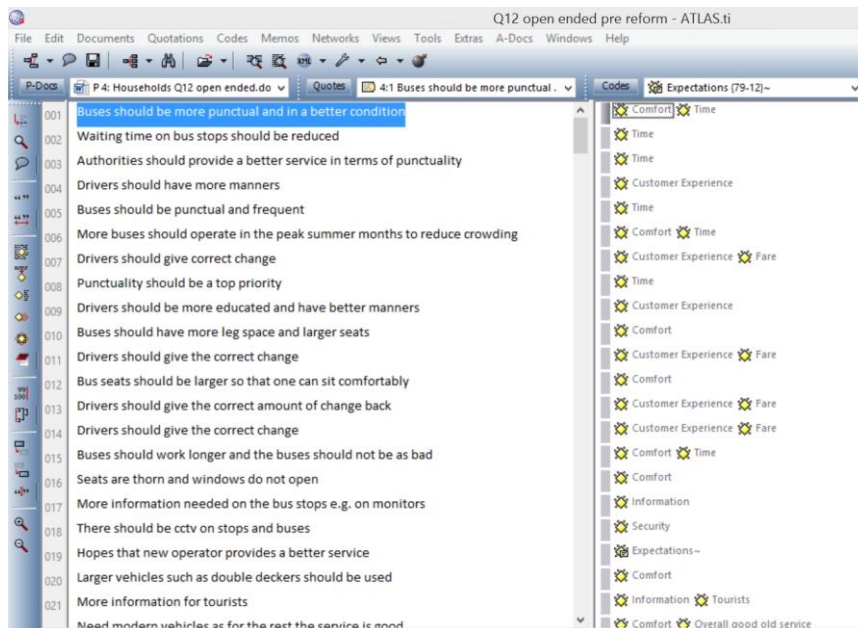 Q12 open ended pre reform - ATLAS.ti
File Edit Documents Quotations Codes Memos Networks Views Tools Extras A-Docs Windows Help
P-Docs P 4: Households Q12 open ended.do Quotes 4:1 Buses should be more punctual . Codes Expectations {79-12}~
001 Buses should be more punctual and in a better condition Comfort Time
002 Waiting time on bus stops should be reduced Time
003 Authorities should provide a better service in terms of punctuality Time
004 Drivers should have more manners Customer Experience
005 Buses should be punctual and frequent Time
006 More buses should operate in the peak summer months to reduce crowding Comfort Time
007 Drivers should give correct change Customer Experience Fare
008 Punctuality should be a top priority Time
009 Drivers should be more educated and have better manners Customer Experience
010 Buses should have more leg space and larger seats Comfort
011 Drivers should give the correct change Customer Experience Fare
012 Bus seats should be larger so that one can sit comfortably Comfort
013 Drivers should give the correct amount of change back Customer Experience Fare
014 Drivers should give the correct change Customer Experience Fare
015 Buses should work longer and the buses should not be as bad Comfort Time
016 Seats are thorn and windows do not open Comfort
017 More information needed on the bus stops e.g. on monitors Information
018 There should be cctv on stops and buses Security
019 Hopes that new operator provides a better service Expectations~
020 Larger vehicles such as double deckers should be used Comfort
021 More information for tourists Information Tourists
Need modern vehicles as for the rest the service is good Comfort Overall good old service